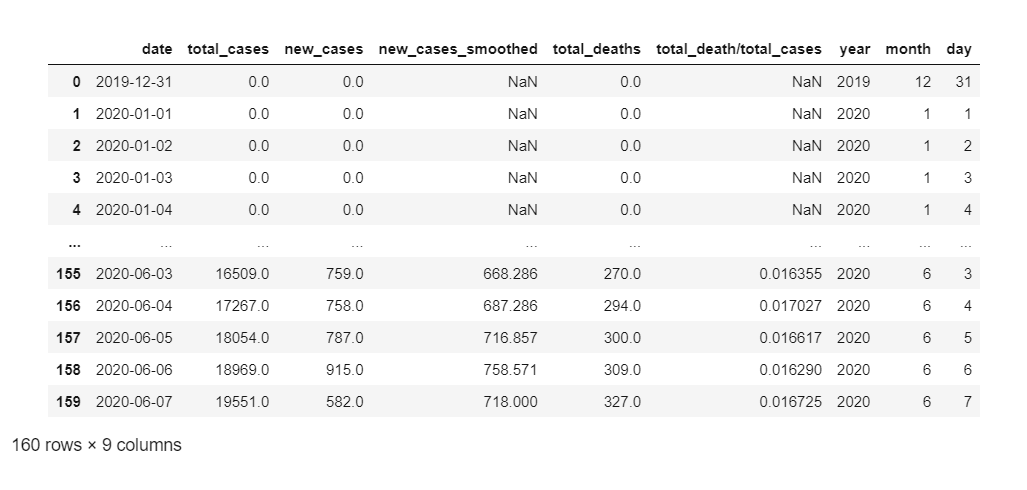 date total_cases new_cases new_cases_smoothed total_deaths total_death/total_cases year month day
0 2019-12-31 0.0 0.0 NaN 0.0 NaN 2019 12 31
1 2020-01-01 0.0 0.0 NaN 0.0 NaN 2020 1 1
2 2020-01-02 0.0 0.0 NaN 0.0 NaN 2020 1 2
3 2020-01-03 0.0 0.0 NaN 0.0 NaN 2020 1 3
4 2020-01-04 0.0 0.0 NaN 0.0 NaN 2020 1 4
... ... ... ... ... ... ... ... ... ...
155 2020-06-03 16509.0 759.0 668.286 270.0 0.016355 2020 6 3
156 2020-06-04 17267.0 758.0 687.286 294.0 0.017027 2020 6 4
157 2020-06-05 18054.0 787.0 716.857 300.0 0.016617 2020 6 5
158 2020-06-06 18969.0 915.0 758.571 309.0 0.016290 2020 6 6
159 2020-06-07 19551.0 582.0 718.000 327.0 0.016725 2020 6 7
160 rows × 9 columns